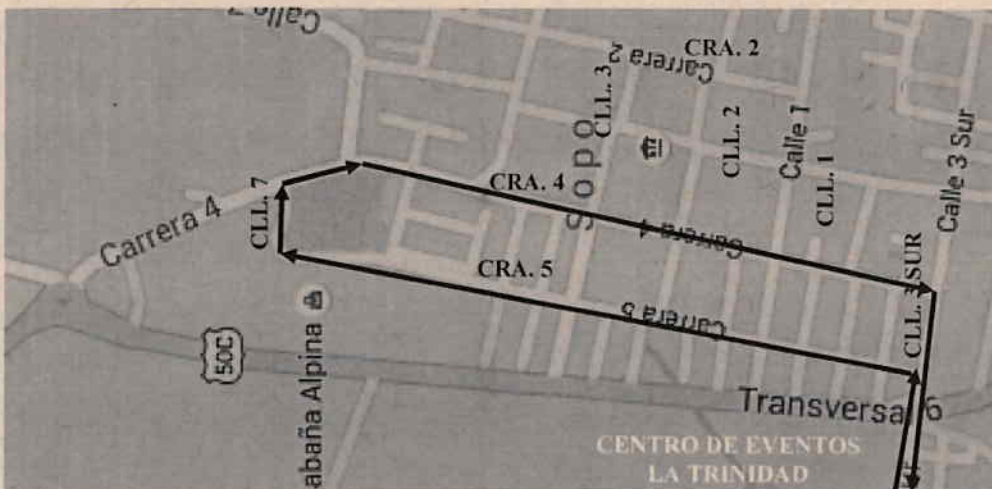 Calle 7
CRA. 2
Carrera 2
CLL. 3
CLL. 2
Calle 1
CLL. 1
Sopo
CRA. 4
Calle 3 Sur
CLL. 7
Carrera 4
Carrera 4
CRA. 5
CLL. 3 SUR
Carrera 5
50C
abaña Alpina
Transversal 6
CENTRO DE EVENTOS
LA TRINIDAD